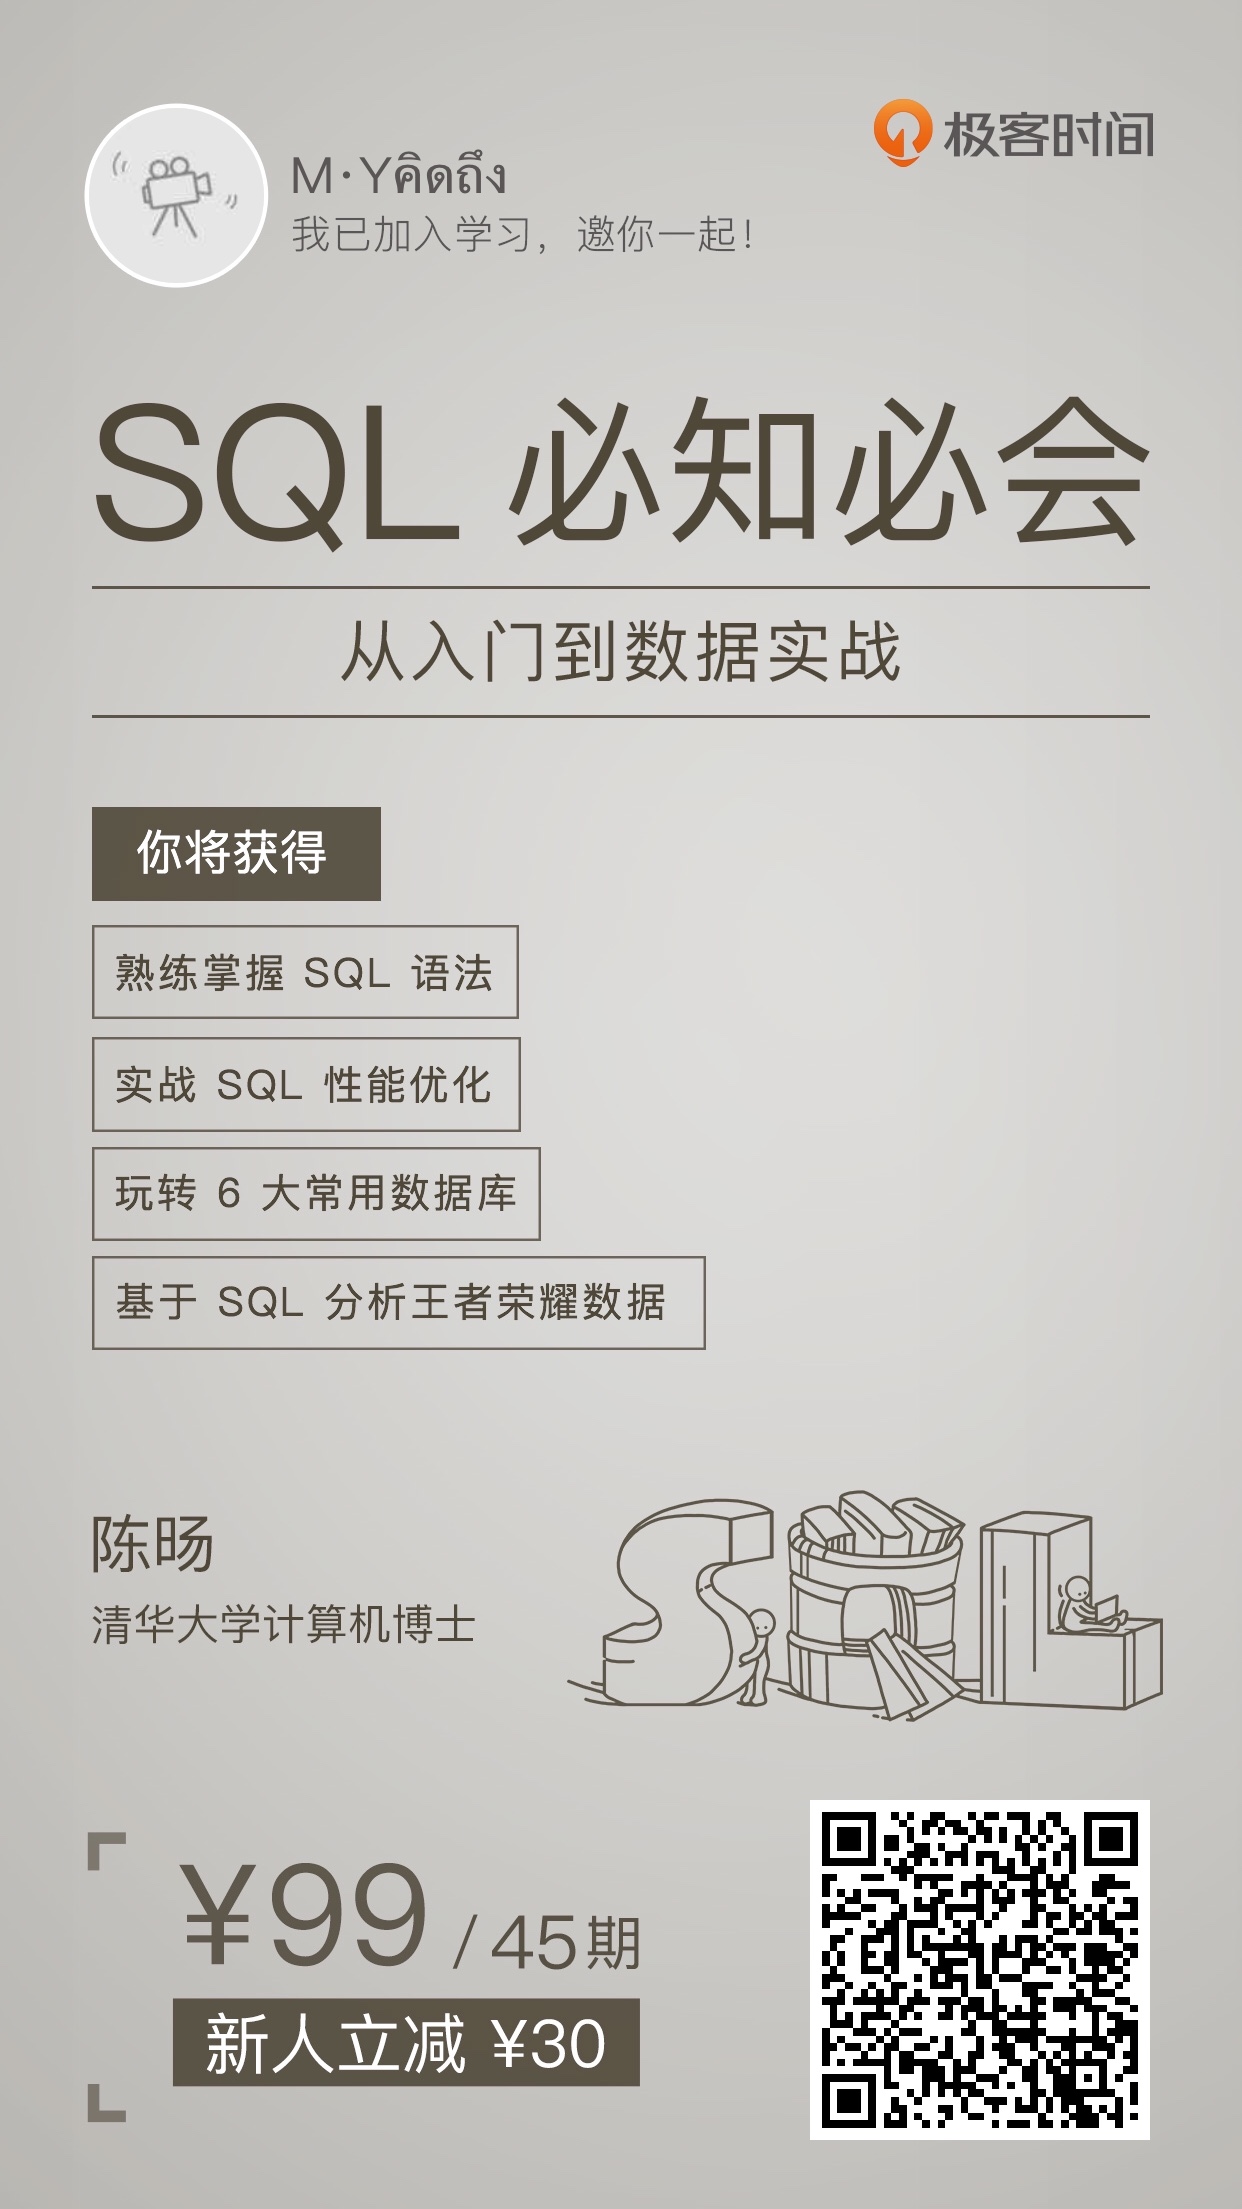 极客时间
M·Yคิดถึง
我已加入学习，邀你一起！
SQL 必知必会
从入门到数据实战
你将获得
熟练掌握 SQL 语法
实战 SQL 性能优化
玩转 6 大常用数据库
基于 SQL 分析王者荣耀数据
陈旸
清华大学计算机博士
SQL
¥99 / 45期
新人立减 ¥30